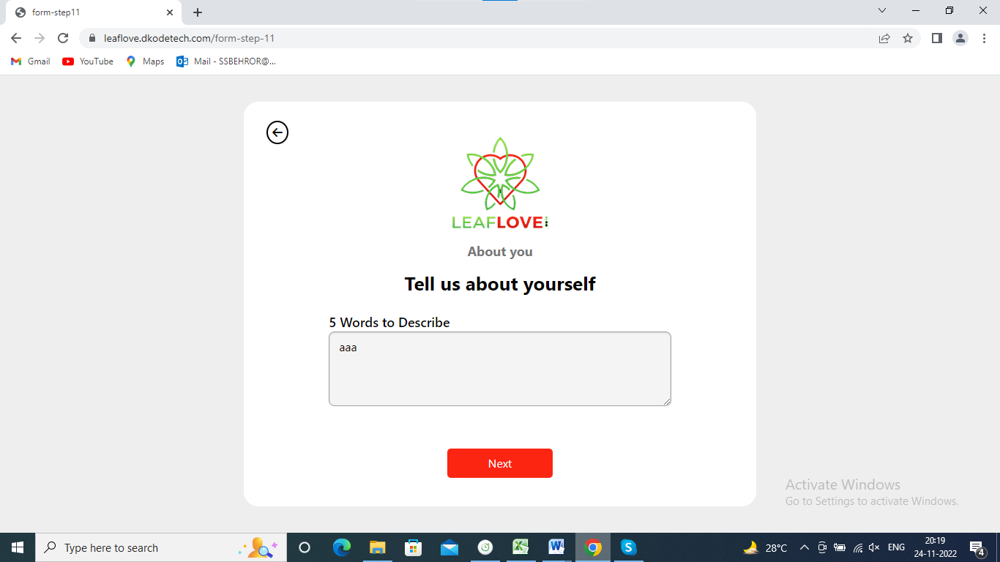 form-step11
leaflove.dkodetech.com/form-step-11
Gmail YouTube Maps Mail - SSBEHROR@...
LEAFLOVE
About you
Tell us about yourself
5 Words to Describe
aaa
Next
Activate Windows
Go to Settings to activate Windows.
Type here to search
28°C ENG 20:19
24-11-2022
4